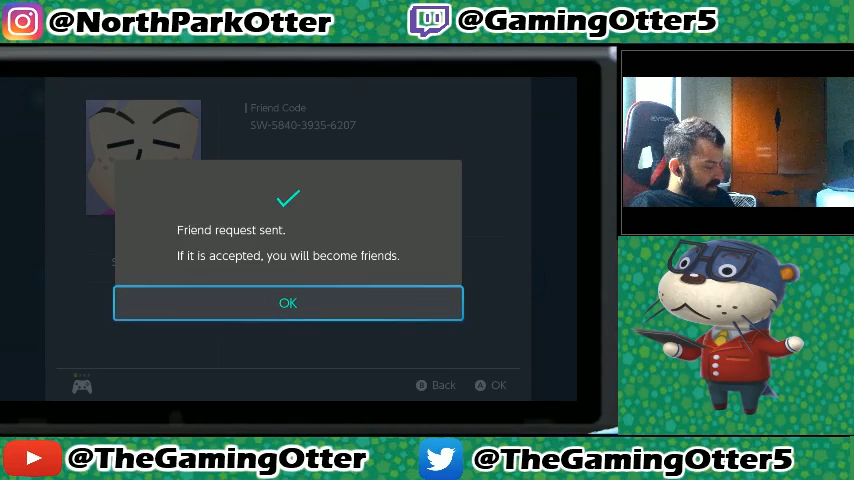 @NorthParkOtter
@GamingOtter5
Friend Code
SW-5840-3935-6207
Friend request sent.
If it is accepted, you will become friends.
OK
B Back
A OK
@TheGamingOtter
@TheGamingOtter5